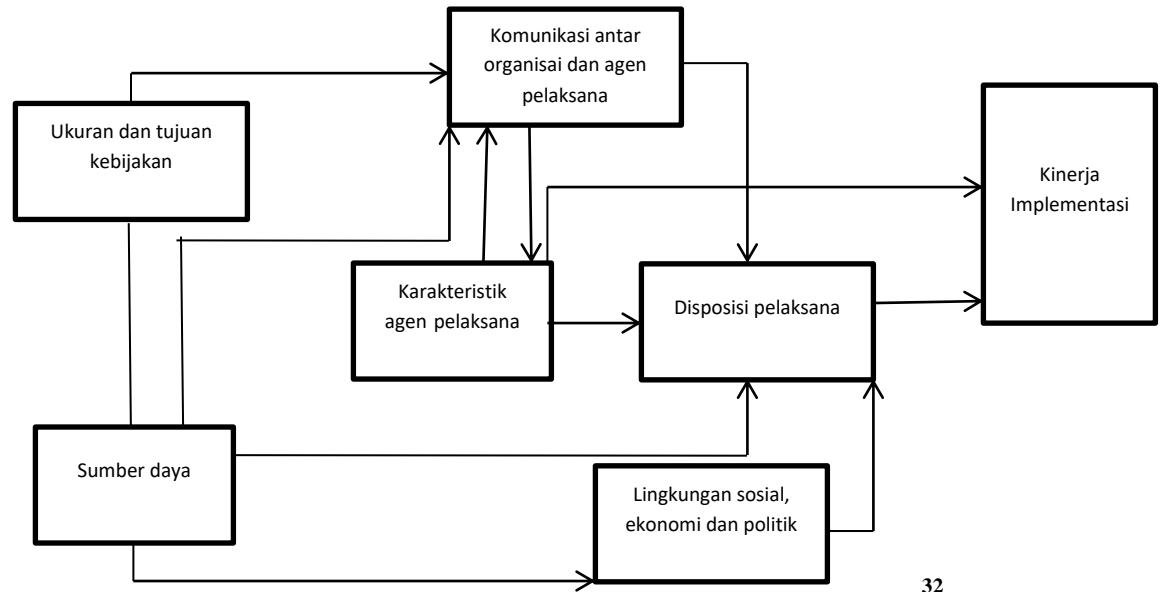 Komunikasi antar
organisai dan agen
pelaksana
Ukuran dan tujuan
kebijakan
Kinerja
Implementasi
Karakteristik
agen pelaksana
Disposisi pelaksana
Sumber daya
Lingkungan sosial,
ekonomi dan politik
32